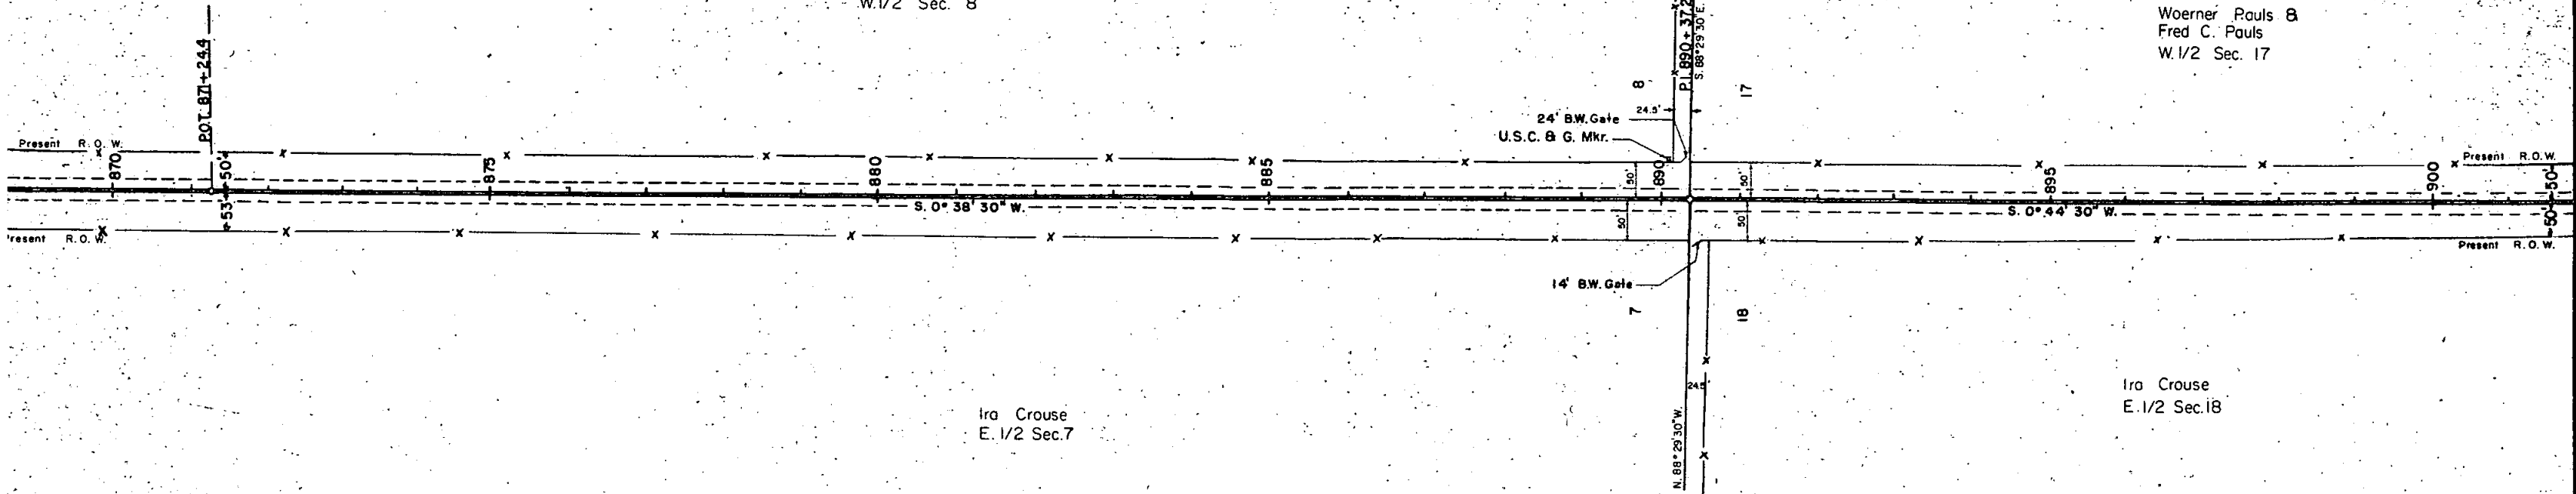 W.1/2 Sec. 8
Woerner Pauls &
Fred C. Pauls
W.1/2 Sec. 17
P.O.T. 871+24.4
P.I. 890+37.2
S. 88°29'30"E.
8
17
24.5'
24' B.W. Gate
U.S.C. & G. Mkr.
Present R.O.W.
Present R.O.W.
870
875
880
885
890
895
900
50'
53'
50'
50'
50'
50'
50'
50'
S. 0° 38' 30" W.
S. 0° 44' 30" W.
resent R.O.W.
Present R.O.W.
14' B.W. Gate
7
18
24.5'
N. 88°29'30"W.
Ira Crouse
E. 1/2 Sec.7
Ira Crouse
E. 1/2 Sec.18